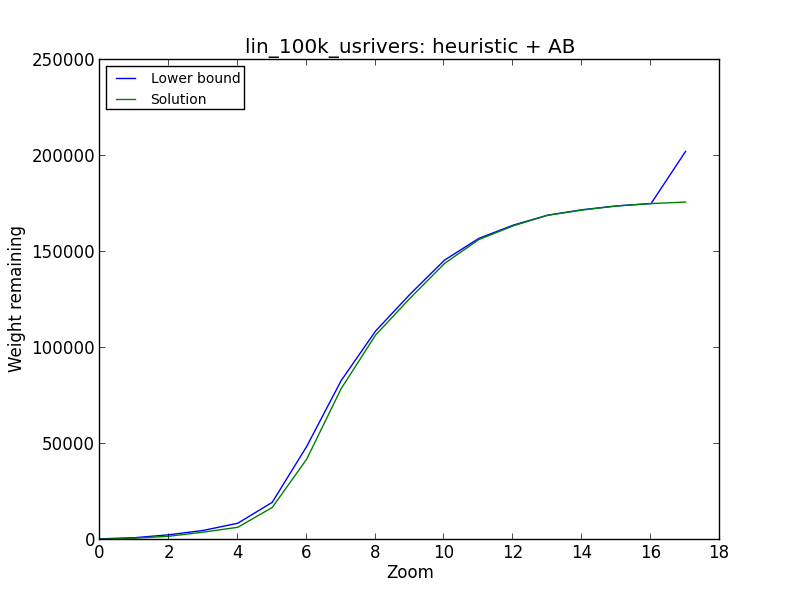 lin_100k_usrivers: heuristic + AB
Lower bound
Solution
250000
200000
150000
100000
50000
0
Weight remaining
0 2 4 6 8 10 12 14 16 18
Zoom